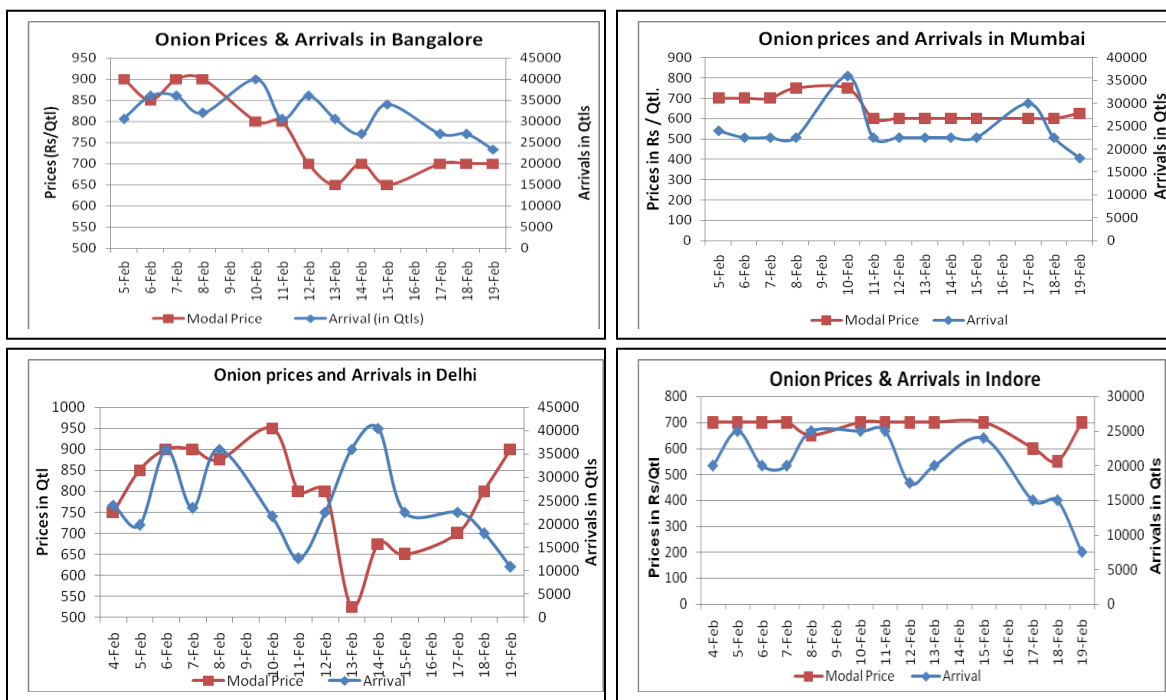 Onion Prices & Arrivals in Bangalore
Prices (Rs/Qtl)
950
900
850
800
750
700
650
600
550
500
45000
40000
35000
30000
25000
20000
15000
10000
5000
0
Arrivals in Qtls
5-Feb
6-Feb
7-Feb
8-Feb
9-Feb
10-Feb
11-Feb
12-Feb
13-Feb
14-Feb
15-Feb
16-Feb
17-Feb
18-Feb
19-Feb
Modal Price
Arrival (in Qtls)
Onion prices and Arrivals in Mumbai
Prices in Rs / Qtl.
900
800
700
600
500
400
300
200
100
0
40000
35000
30000
25000
20000
15000
10000
5000
0
Arrivals in Qtls
5-Feb
6-Feb
7-Feb
8-Feb
9-Feb
10-Feb
11-Feb
12-Feb
13-Feb
14-Feb
15-Feb
16-Feb
17-Feb
18-Feb
19-Feb
Modal Price
Arrival
Onion prices and Arrivals in Delhi
Prices in Qtl
1000
950
900
850
800
750
700
650
600
550
500
45000
40000
35000
30000
25000
20000
15000
10000
5000
0
Arrivals in Qtls
4-Feb
5-Feb
6-Feb
7-Feb
8-Feb
9-Feb
10-Feb
11-Feb
12-Feb
13-Feb
14-Feb
15-Feb
16-Feb
17-Feb
18-Feb
19-Feb
Modal Price
Arrival
Onion Prices & Arrivals in Indore
Prices in Rs/Qtl
800
700
600
500
400
300
200
100
0
30000
25000
20000
15000
10000
5000
0
Arrivals in Qtls
4-Feb
5-Feb
6-Feb
7-Feb
8-Feb
9-Feb
10-Feb
11-Feb
12-Feb
13-Feb
14-Feb
15-Feb
16-Feb
17-Feb
18-Feb
19-Feb
Modal Price
Arrival